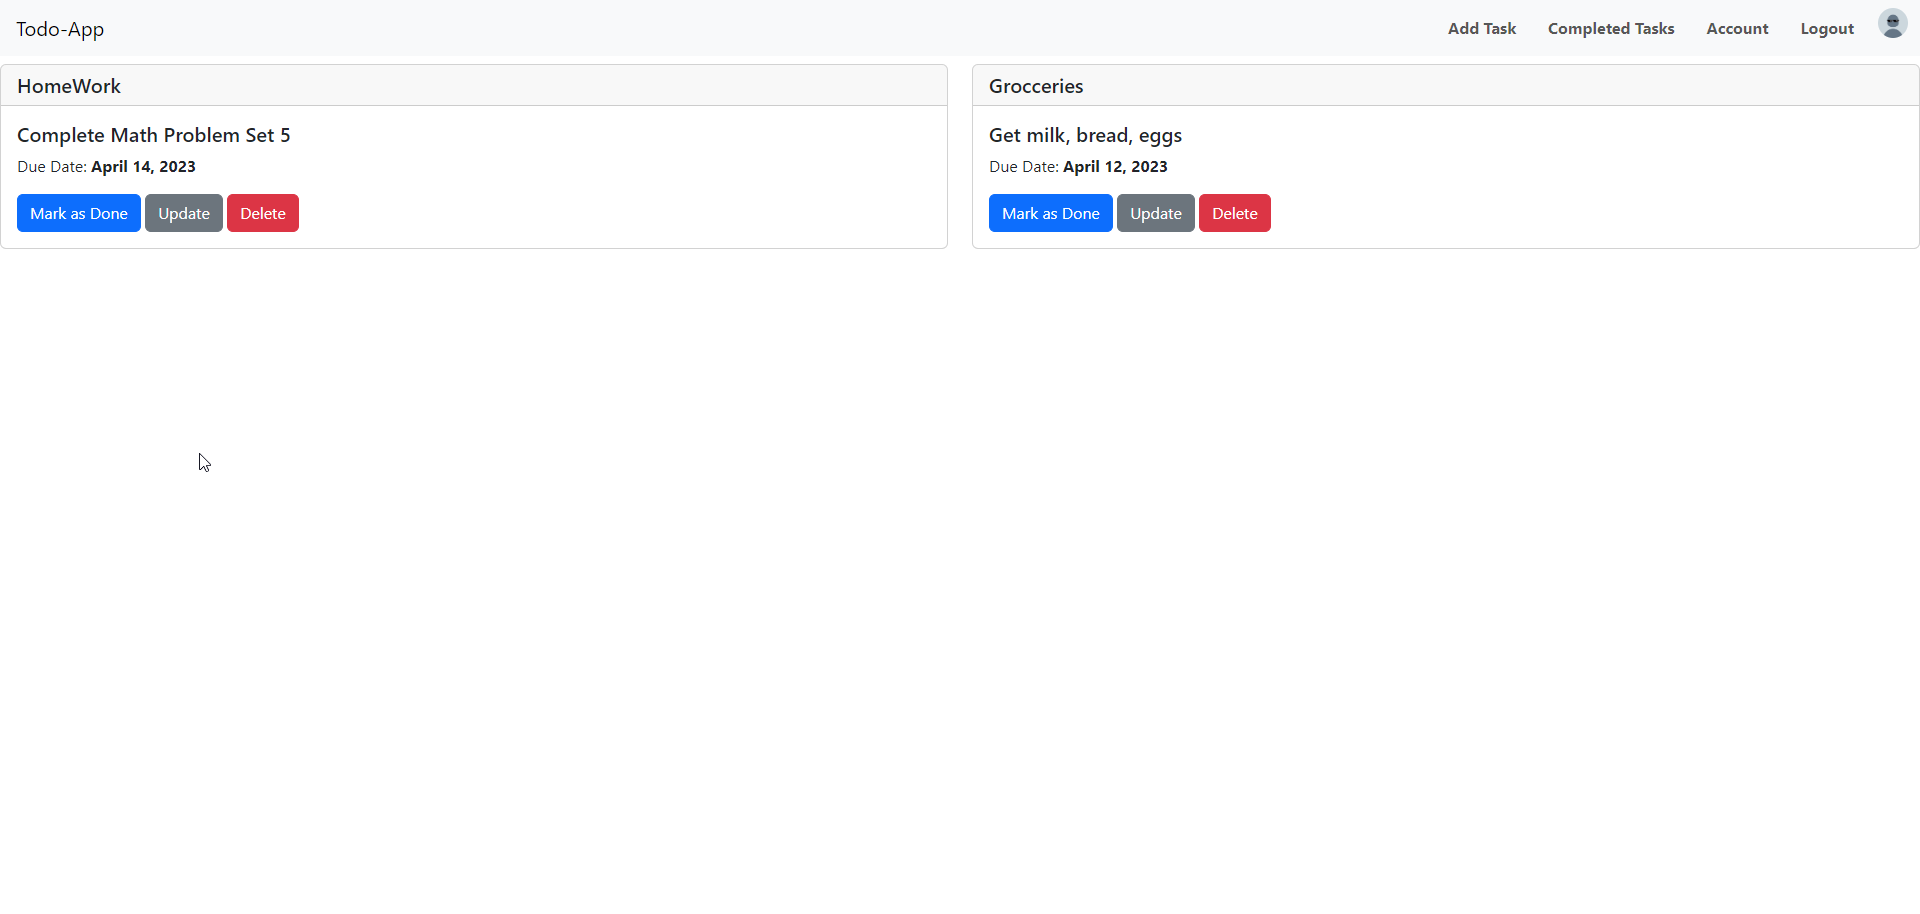 Todo-App
Add Task
Completed Tasks
Account
Logout
HomeWork
Complete Math Problem Set 5
Due Date: April 14, 2023
Mark as Done
Update
Delete
Grocceries
Get milk, bread, eggs
Due Date: April 12, 2023
Mark as Done
Update
Delete